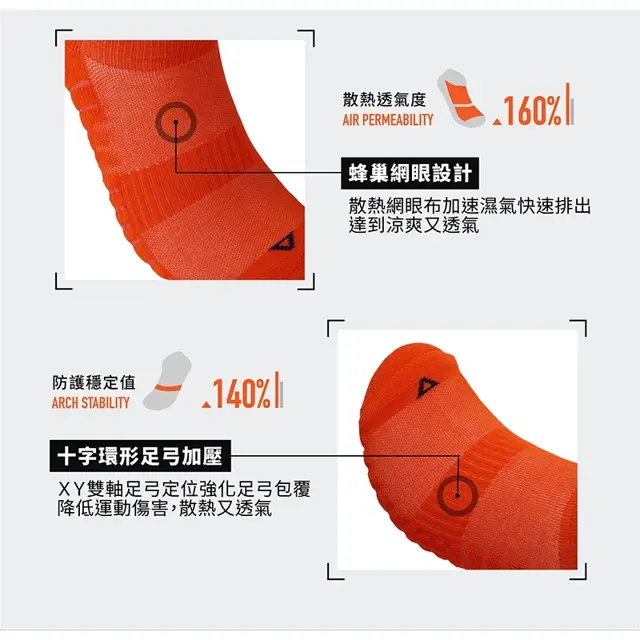 散熱透氣度
AIR PERMEABILITY
▲160%
蜂巢網眼設計
散熱網眼布加速濕氣快速排出
達到涼爽又透氣
防護穩定值
ARCH STABILITY
▲140%
十字環形足弓加壓
XY雙軸足弓定位強化足弓包覆
降低運動傷害,散熱又透氣